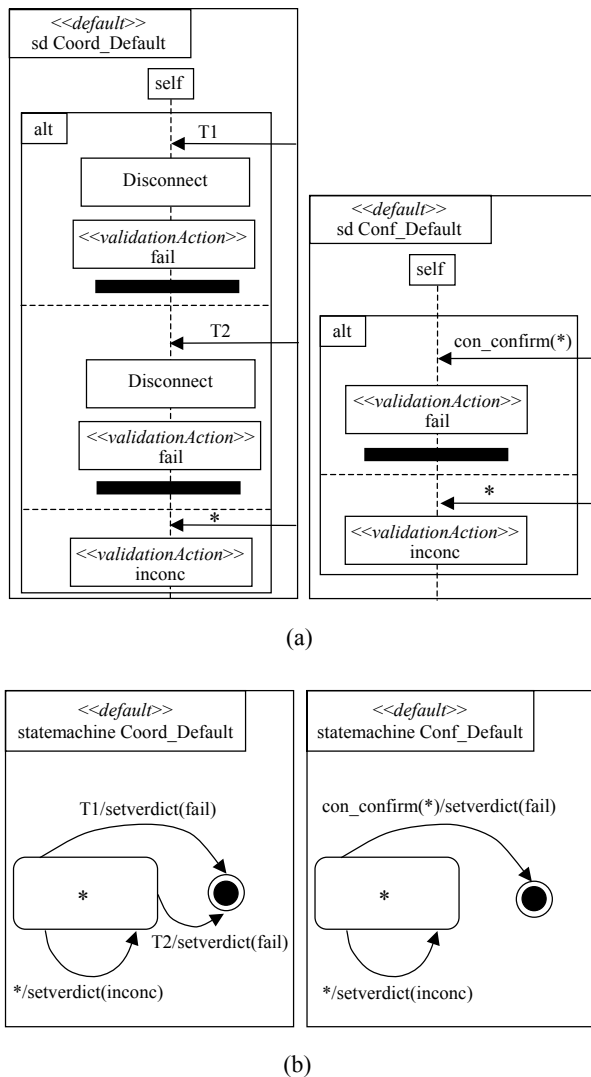 <<default>>
sd Coord_Default
self
alt
T1
Disconnect
<<validationAction>>
fail
T2
Disconnect
<<validationAction>>
fail
*
<<validationAction>>
inconc
<<default>>
sd Conf_Default
self
alt
con_confirm(*)
<<validationAction>>
fail
*
<<validationAction>>
inconc
(a)
<<default>>
statemachine Coord_Default
T1/setverdict(fail)
*
T2/setverdict(fail)
*/setverdict(inconc)
<<default>>
statemachine Conf_Default
con_confirm(*)/setverdict(fail)
*
*/setverdict(inconc)
(b)